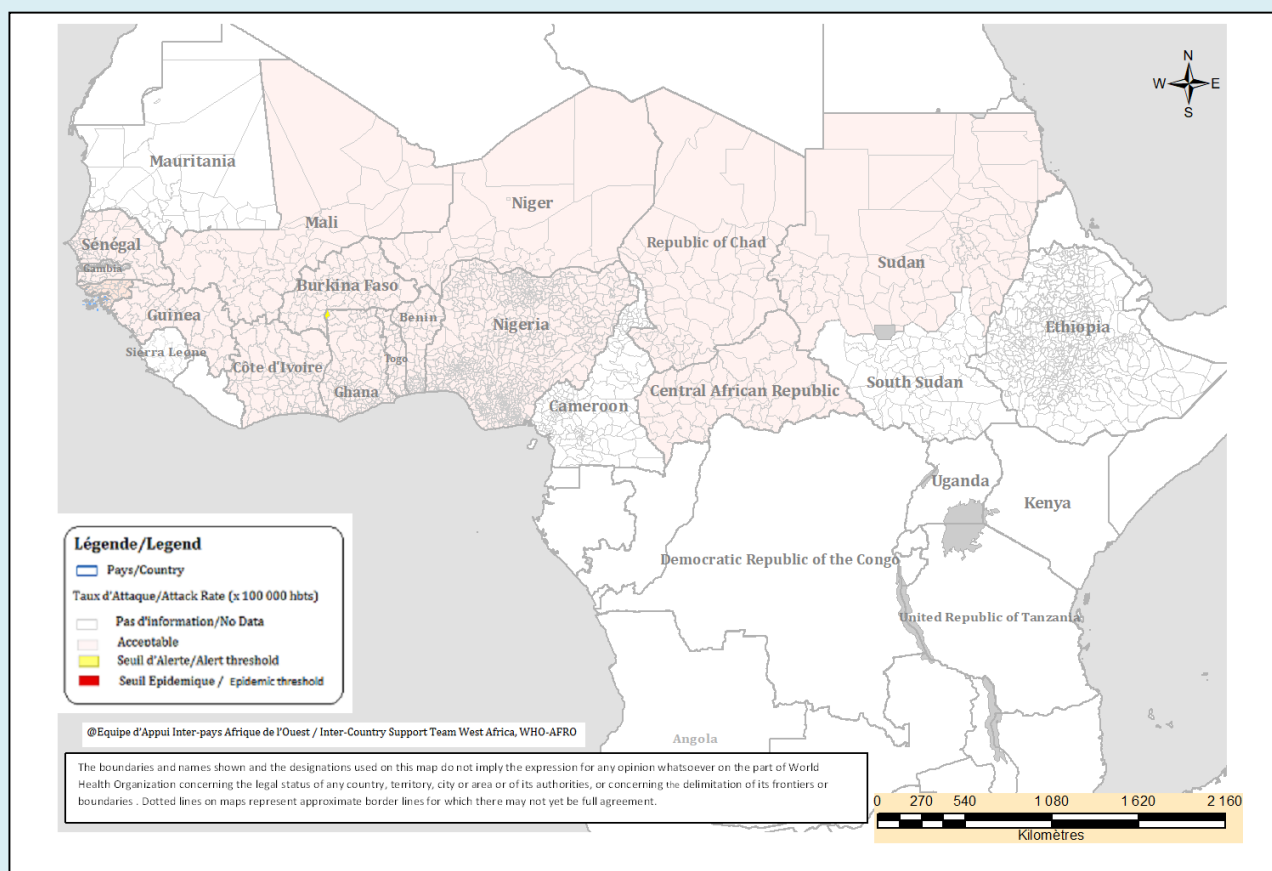 N
W E
S
Mauritania
Mali
Niger
Republic of Chad
Sudan
Sénégal
Gambia
Burkina Faso
Guinea
Benin
Nigeria
Ethiopia
Sierra Leone
Côte d'Ivoire
Togo
Ghana
Cameroon
Central African Republic
South Sudan
Uganda
Kenya
Democratic Republic of the Congo
United Republic of Tanzania
Angola
Légende/Legend
Pays/Country
Taux d'Attaque/Attack Rate (x 100 000 hbts)
Pas d'information/No Data
Acceptable
Seuil d'Alerte/Alert threshold
Seuil Epidemique / Epidemic threshold
@Equipe d'Appui Inter-pays Afrique de l'Ouest / Inter-Country Support Team West Africa, WHO-AFRO
The boundaries and names shown and the designations used on this map do not imply the expression for any opinion whatsoever on the part of World
Health Organization concerning the legal status of any country, territory, city or area or of its authorities, or concerning the delimitation of its frontiers or
boundaries . Dotted lines on maps represent approximate border lines for which there may not yet be full agreement.
0 270 540 1 080 1 620 2 160
Kilomètres